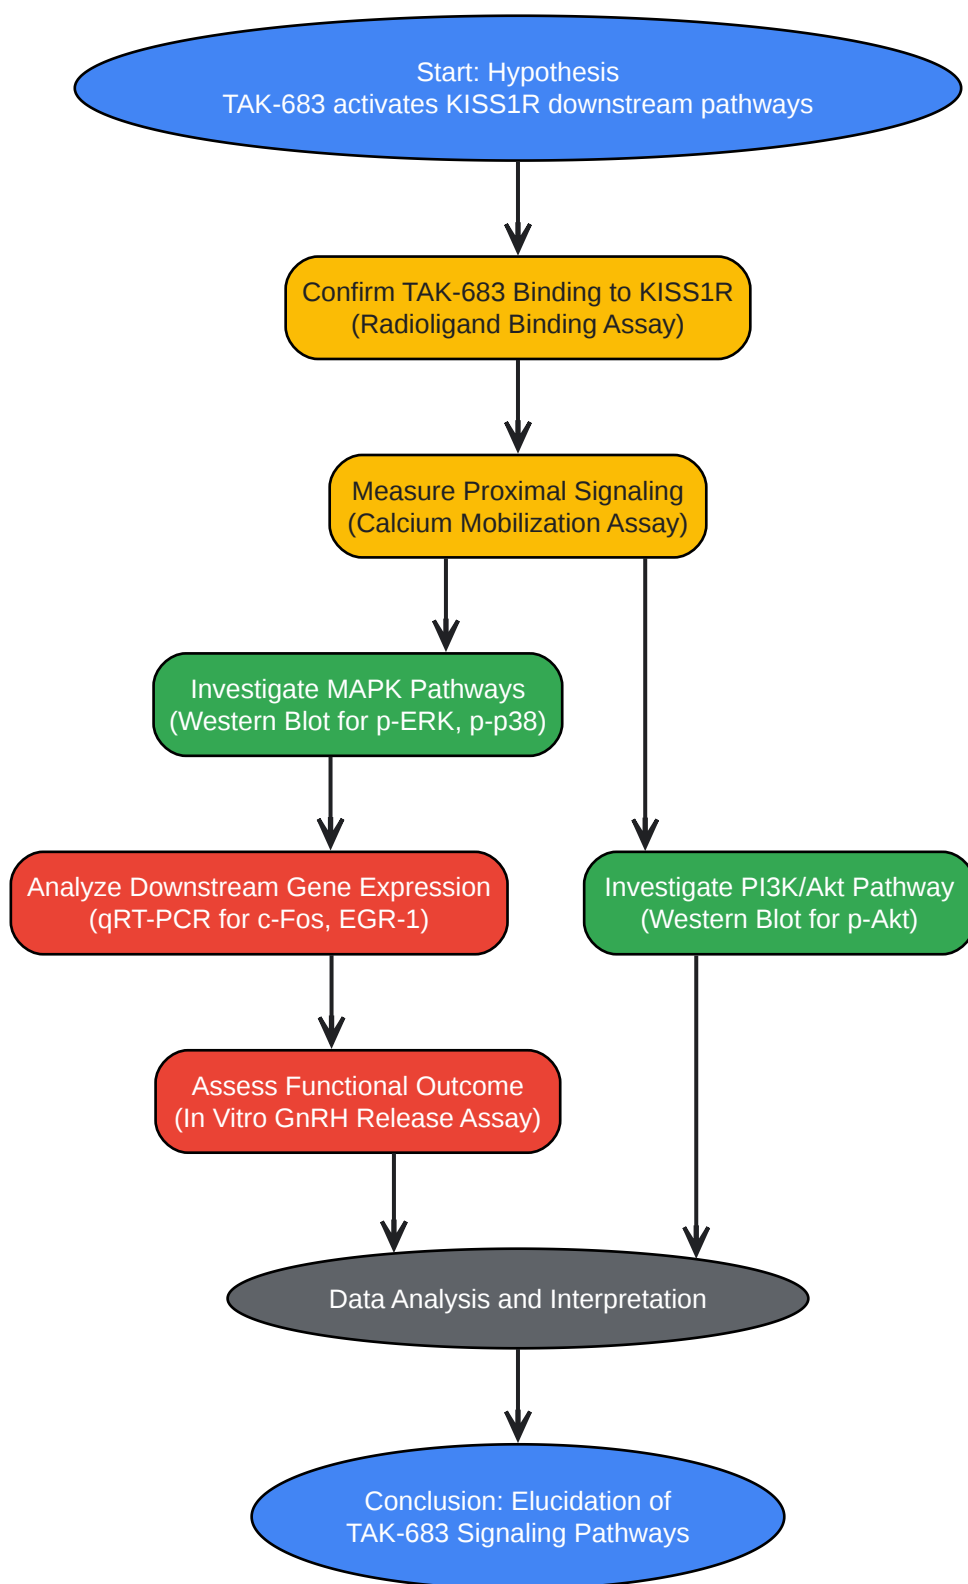 Start: Hypothesis
TAK-683 activates KISS1R downstream pathways
Confirm TAK-683 Binding to KISS1R
(Radioligand Binding Assay)
Measure Proximal Signaling
(Calcium Mobilization Assay)
Investigate MAPK Pathways
(Western Blot for p-ERK, p-p38)
Analyze Downstream Gene Expression
(qRT-PCR for c-Fos, EGR-1)
Investigate PI3K/Akt Pathway
(Western Blot for p-Akt)
Assess Functional Outcome
(In Vitro GnRH Release Assay)
Data Analysis and Interpretation
Conclusion: Elucidation of
TAK-683 Signaling Pathways